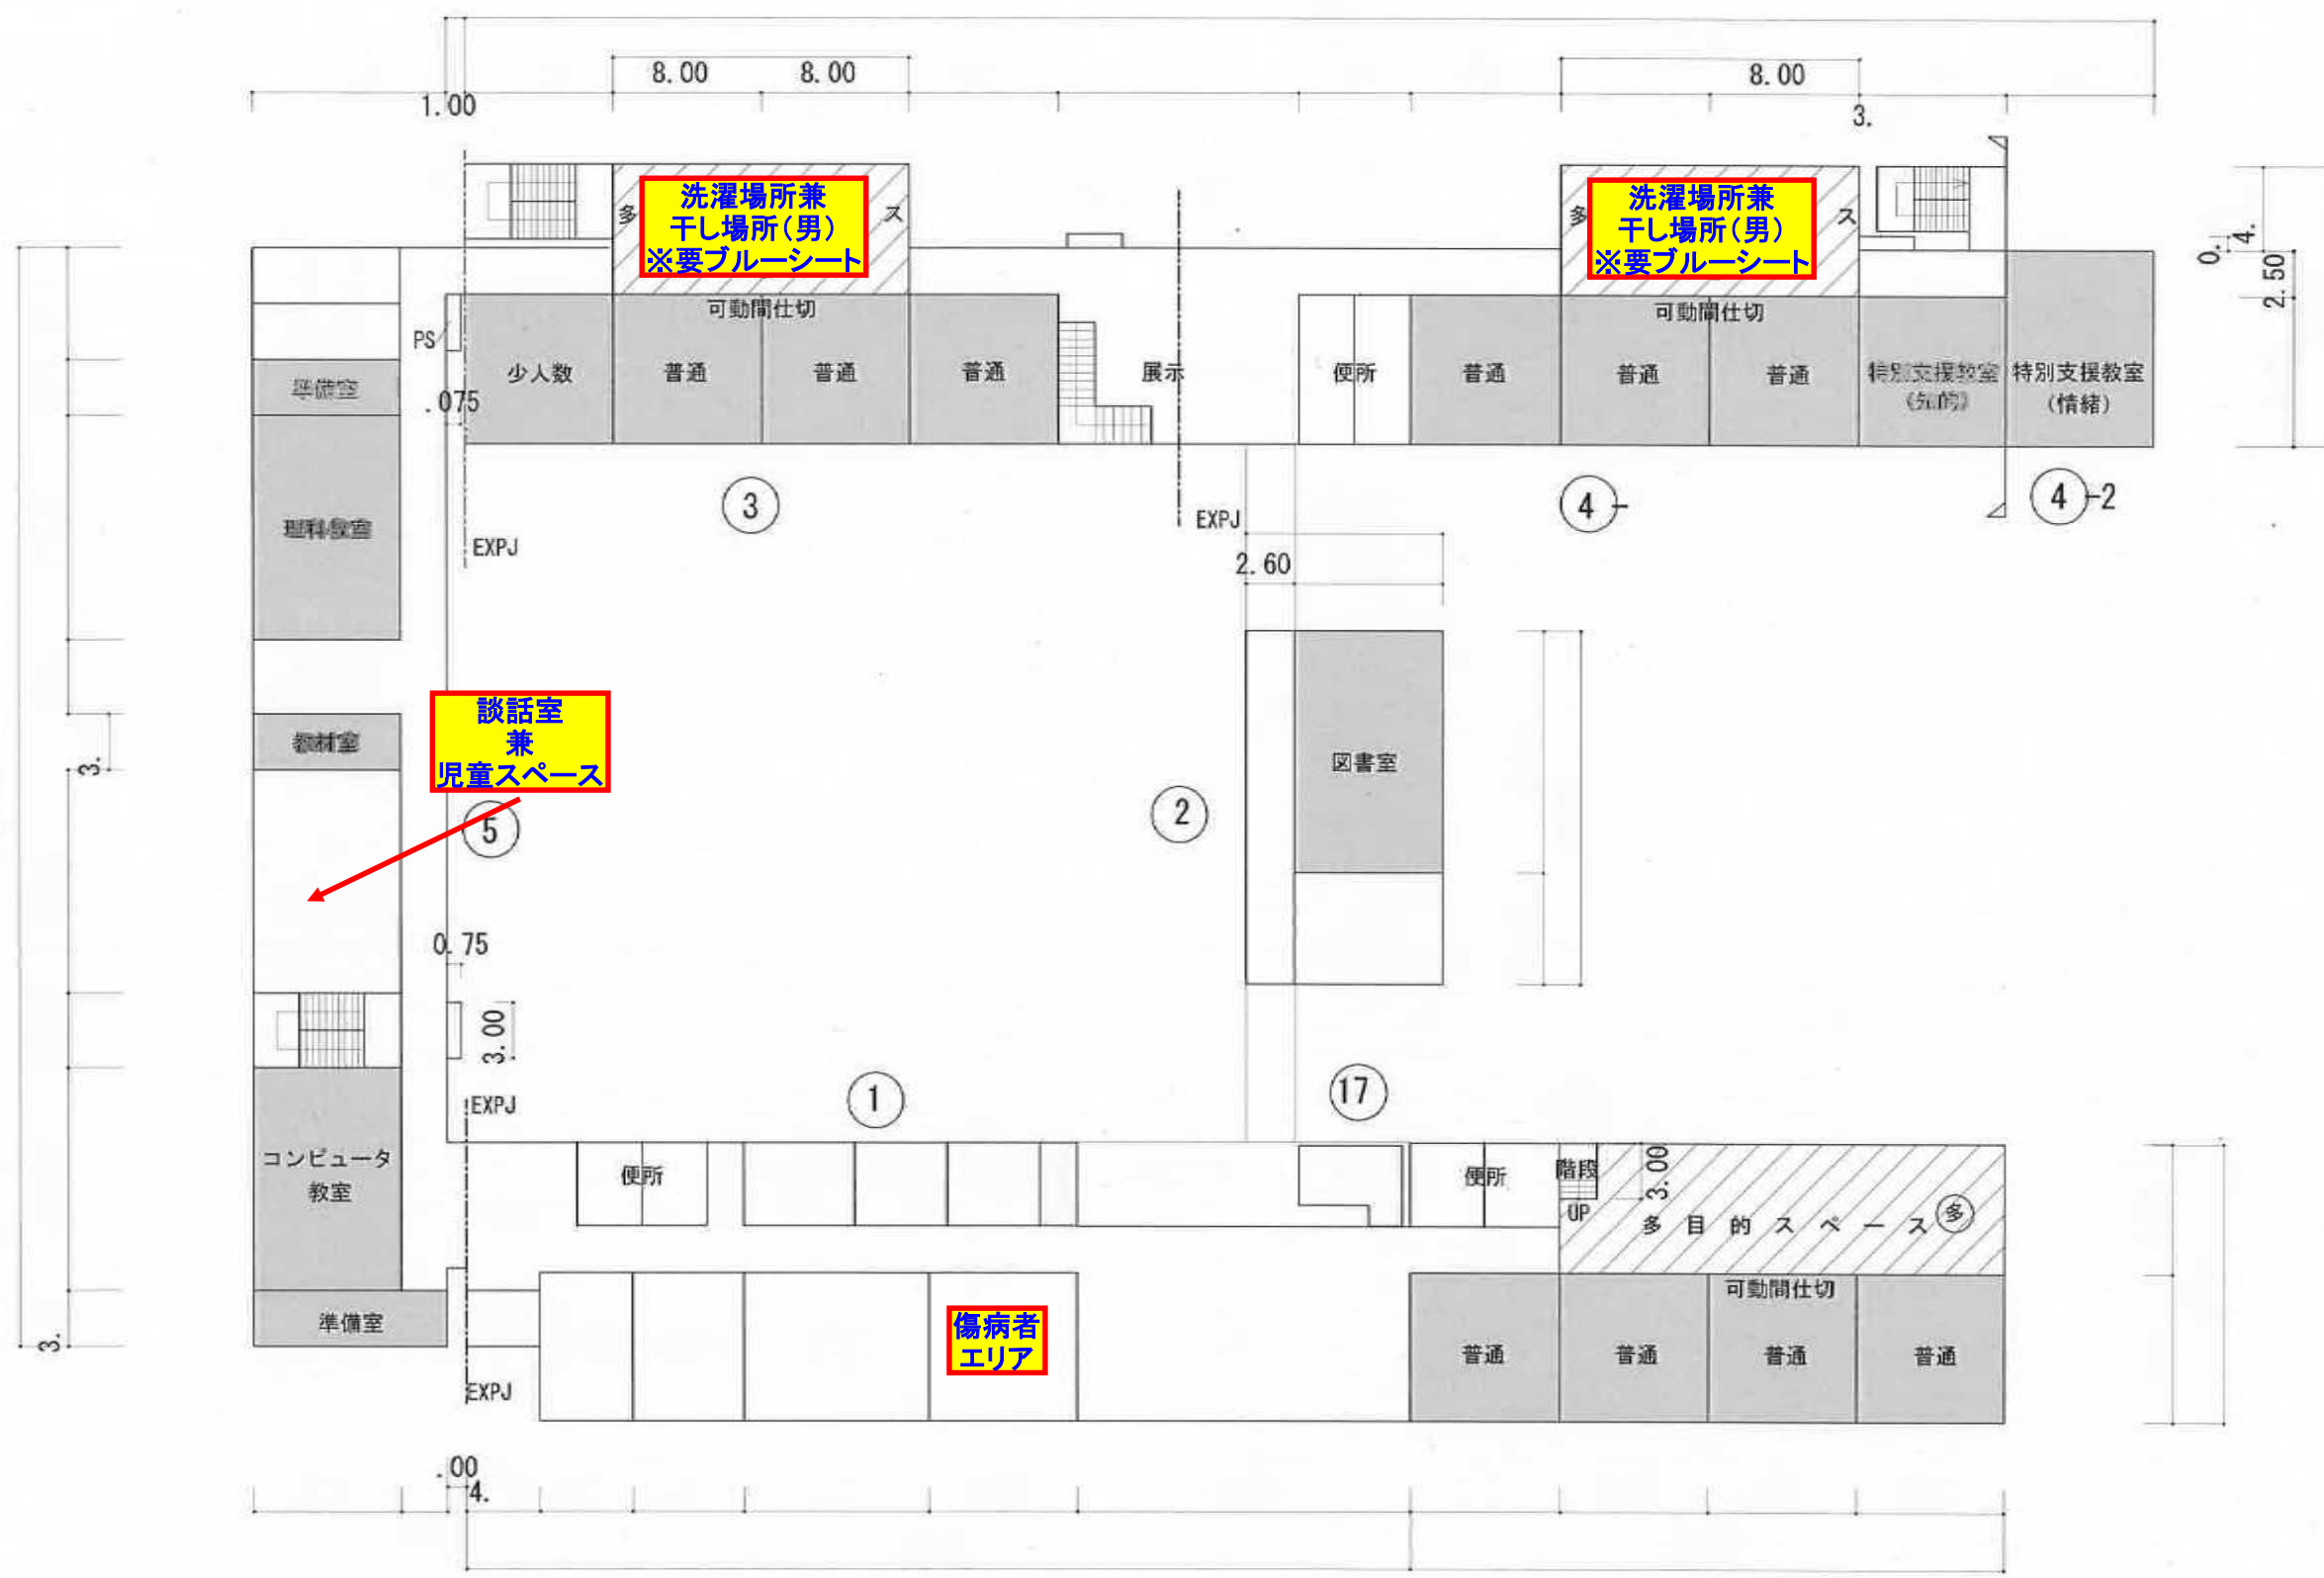 8.00
8.00
8.00
1.00
3.
洗濯場所兼
干し場所(男)
※要ブルーシート
多
ス
洗濯場所兼
干し場所(男)
※要ブルーシート
多
ス
0.
4.
2.50
可動間仕切
可動間仕切
PS
準備室
.075
少人数
普通
普通
普通
展示
便所
普通
普通
普通
特別支援教室
(知的)
特別支援教室
(情緒)
理科教室
3
EXPJ
EXPJ
4-
4-2
2.60
教材室
3.
談話室
兼
児童スペース
5
2
図書室
0.75
3.00
EXPJ
1
17
コンピュータ
教室
便所
便所
階段
UP
3.00
多目的スペース
多
可動間仕切
準備室
3.
傷病者
エリア
普通
普通
普通
普通
EXPJ
.00
4.